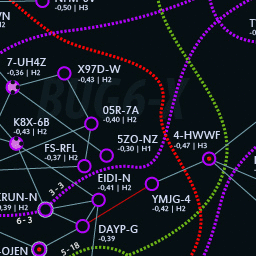 -0,50 | H3
7-UH4Z
-0,36 | H2
X97D-W
-0,43 | H2
05R-7A
-0,40 | H2
K8X-6B
-0,43 | H2
FS-RFL
-0,37 | H2
5ZO-NZ
-0,30 | H1
4-HWWF
-0,47 | H3
EIDI-N
-0,41 | H2
3-3
YMJG-4
-0,42 | H2
KRUN-N
0,39 | H2
6-3
DAYP-G
-0,39
5-18
-OJEN